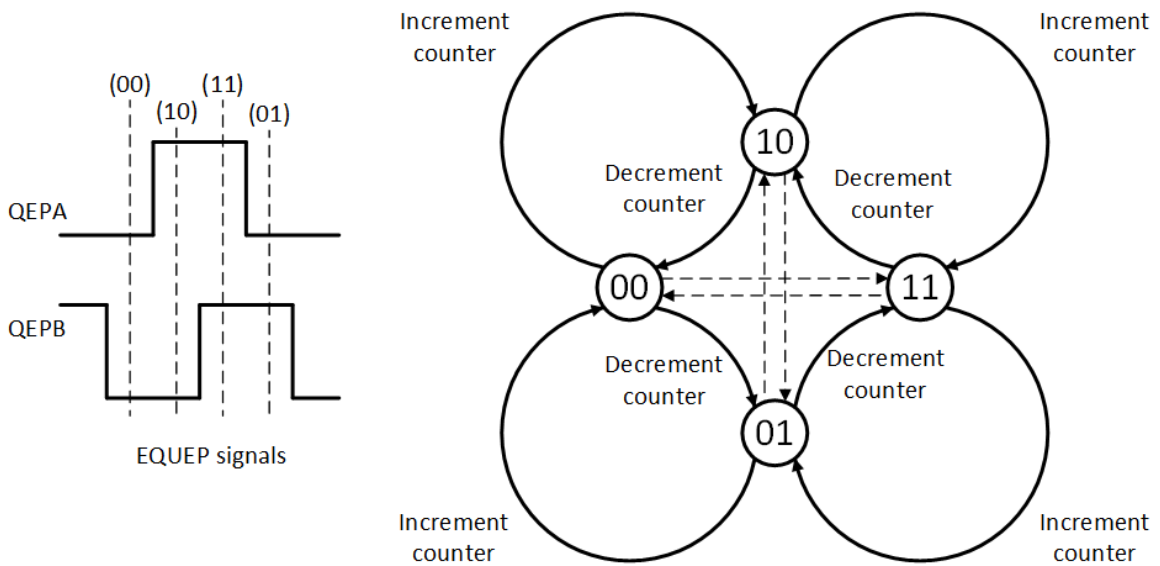 (00)
(10)
(11)
(01)
QEPA
QEPB
EQUEP signals
Increment
counter
Increment
counter
10
Decrement
counter
Decrement
counter
00
11
Decrement
counter
Decrement
counter
01
Increment
counter
Increment
counter